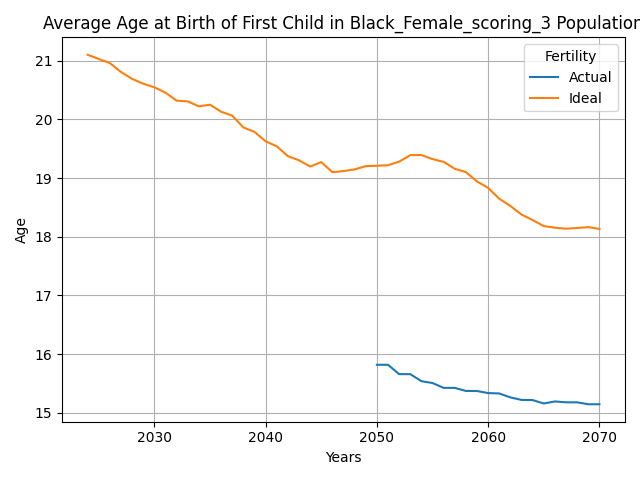 Average Age at Birth of First Child in Black_Female_scoring_3 Population
Fertility
Actual
Ideal
Age
21
20
19
18
17
16
15
2030
2040
2050
2060
2070
Years